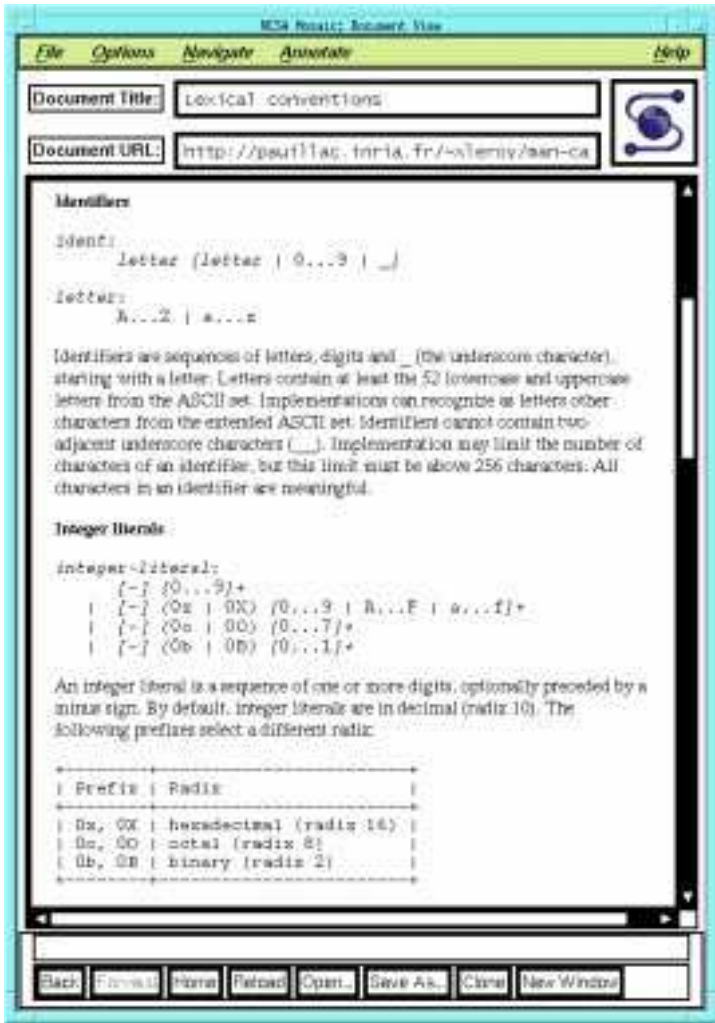 NCSA Mosaic: Document View
File Options Navigate Annotate Help
Document Title: Lexical conventions
Document URL: http://pauillac.inria.fr/~xleroy/man-ca
Identifiers
ident:
letter {letter | 0...9 | _}
letter:
A...Z | a...z
Identifiers are sequences of letters, digits and _ (the underscore character),
starting with a letter. Letters contain at least the 52 lowercase and uppercase
letters from the ASCII set. Implementations can recognize as letters other
characters from the extended ASCII set. Identifiers cannot contain two
adjacent underscore characters (__). Implementation may limit the number of
characters of an identifier, but this limit must be above 256 characters. All
characters in an identifier are meaningful.
Integer literals
integer-literal:
[-] {0...9}+
| [-] (0x | 0X) {0...9 | A...F | a...f}+
| [-] (0o | 0O) {0...7}+
| [-] (0b | 0B) {0...1}+
An integer literal is a sequence of one or more digits, optionally preceded by a
minus sign. By default, integer literals are in decimal (radix 10). The
following prefixes select a different radix:
+--------+--------------------------+
| Prefix | Radix |
+--------+--------------------------+
| 0x, 0X | hexadecimal (radix 16) |
| 0o, 0O | octal (radix 8) |
| 0b, 0B | binary (radix 2) |
+--------+--------------------------+
Back Forward Home Reload Open... Save As... Clone New Window